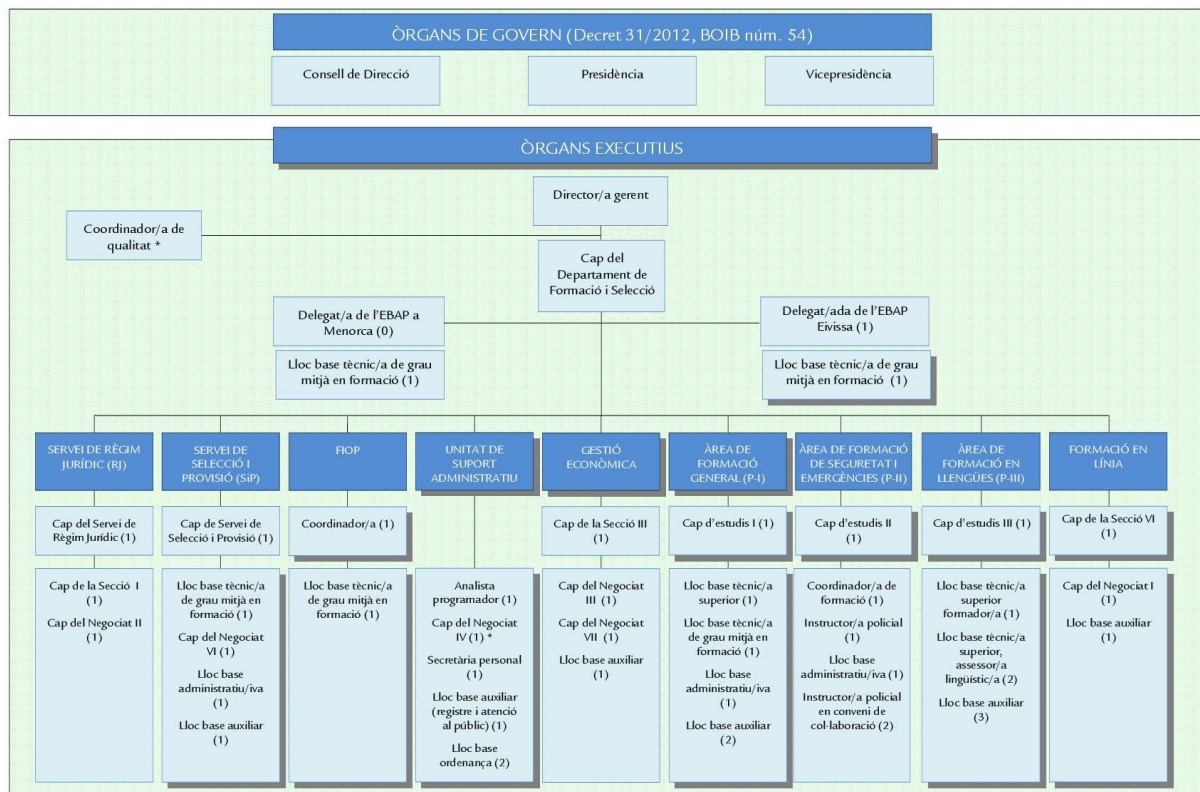 ÒRGANS DE GOVERN (Decret 31/2012, BOIB núm. 54)
Consell de Direcció
Presidència
Vicepresidència
ÒRGANS EXECUTIUS
Director/a gerent
Coordinador/a de
qualitat *
Cap del
Departament de
Formació i Selecció
Delegat/a de l’EBAP a
Menorca (0)
Delegat/ada de l’EBAP
Eivissa (1)
Lloc base tècnic/a de grau
mitjà en formació (1)
Lloc base tècnic/a de grau
mitjà en formació (1)
SERVEI DE RÈGIM
JURÍDIC (RJ)
Cap del Servei de
Règim Jurídic (1)
Cap de la Secció I
(1)
Cap del Negociat II
(1)
SERVEI DE
SELECCIÓ I
PROVISIÓ (SiP)
Cap de Servei de
Selecció i Provisió (1)
Lloc base tècnic/a
de grau mitjà en
formació (1)
Cap del Negociat
VI (1)
Lloc base
administratiu/iva
(1)
Lloc base auxiliar
(1)
FIOP
Coordinador/a (1)
Lloc base tècnic/a
de grau mitjà en
formació (1)
UNITAT DE
SUPORT
ADMINISTRATIU
Analista
programador (1)
Cap del Negociat
IV (1) *
Secretària personal
(1)
Lloc base auxiliar
(registre i atenció
al públic) (1)
Lloc base
ordenança (2)
GESTIÓ
ECONÒMICA
Cap de la Secció III
(1)
Cap del Negociat
III (1)
Cap del Negociat
VII (1)
Lloc base auxiliar
(1)
ÀREA DE
FORMACIÓ
GENERAL (P-I)
Cap d’estudis I (1)
Lloc base tècnic/a
superior (1)
Lloc base tècnic/a
de grau mitjà en
formació (1)
Lloc base
administratiu/iva
(1)
Lloc base auxiliar
(2)
ÀREA DE FORMACIÓ
DE SEGURETAT I
EMERGÈNCIES (P-II)
Cap d’estudis II
(1)
Coordinador/a de
formació (1)
Instructor/a policial
(1)
Lloc base
administratiu/iva (1)
Instructor/a policial
en conveni de
col·laboració (2)
ÀREA DE
FORMACIÓ EN
LLENGÜES (P-III)
Cap d’estudis III (1)
Lloc base tècnic/a
superior
formador/a (1)
Lloc base tècnic/a
superior,
assessor/a
lingüístic/a (2)
Lloc base auxiliar
(3)
FORMACIÓ EN
LÍNIA
Cap de la Secció VI
(1)
Cap del Negociat I
(1)
Lloc base auxiliar
(1)